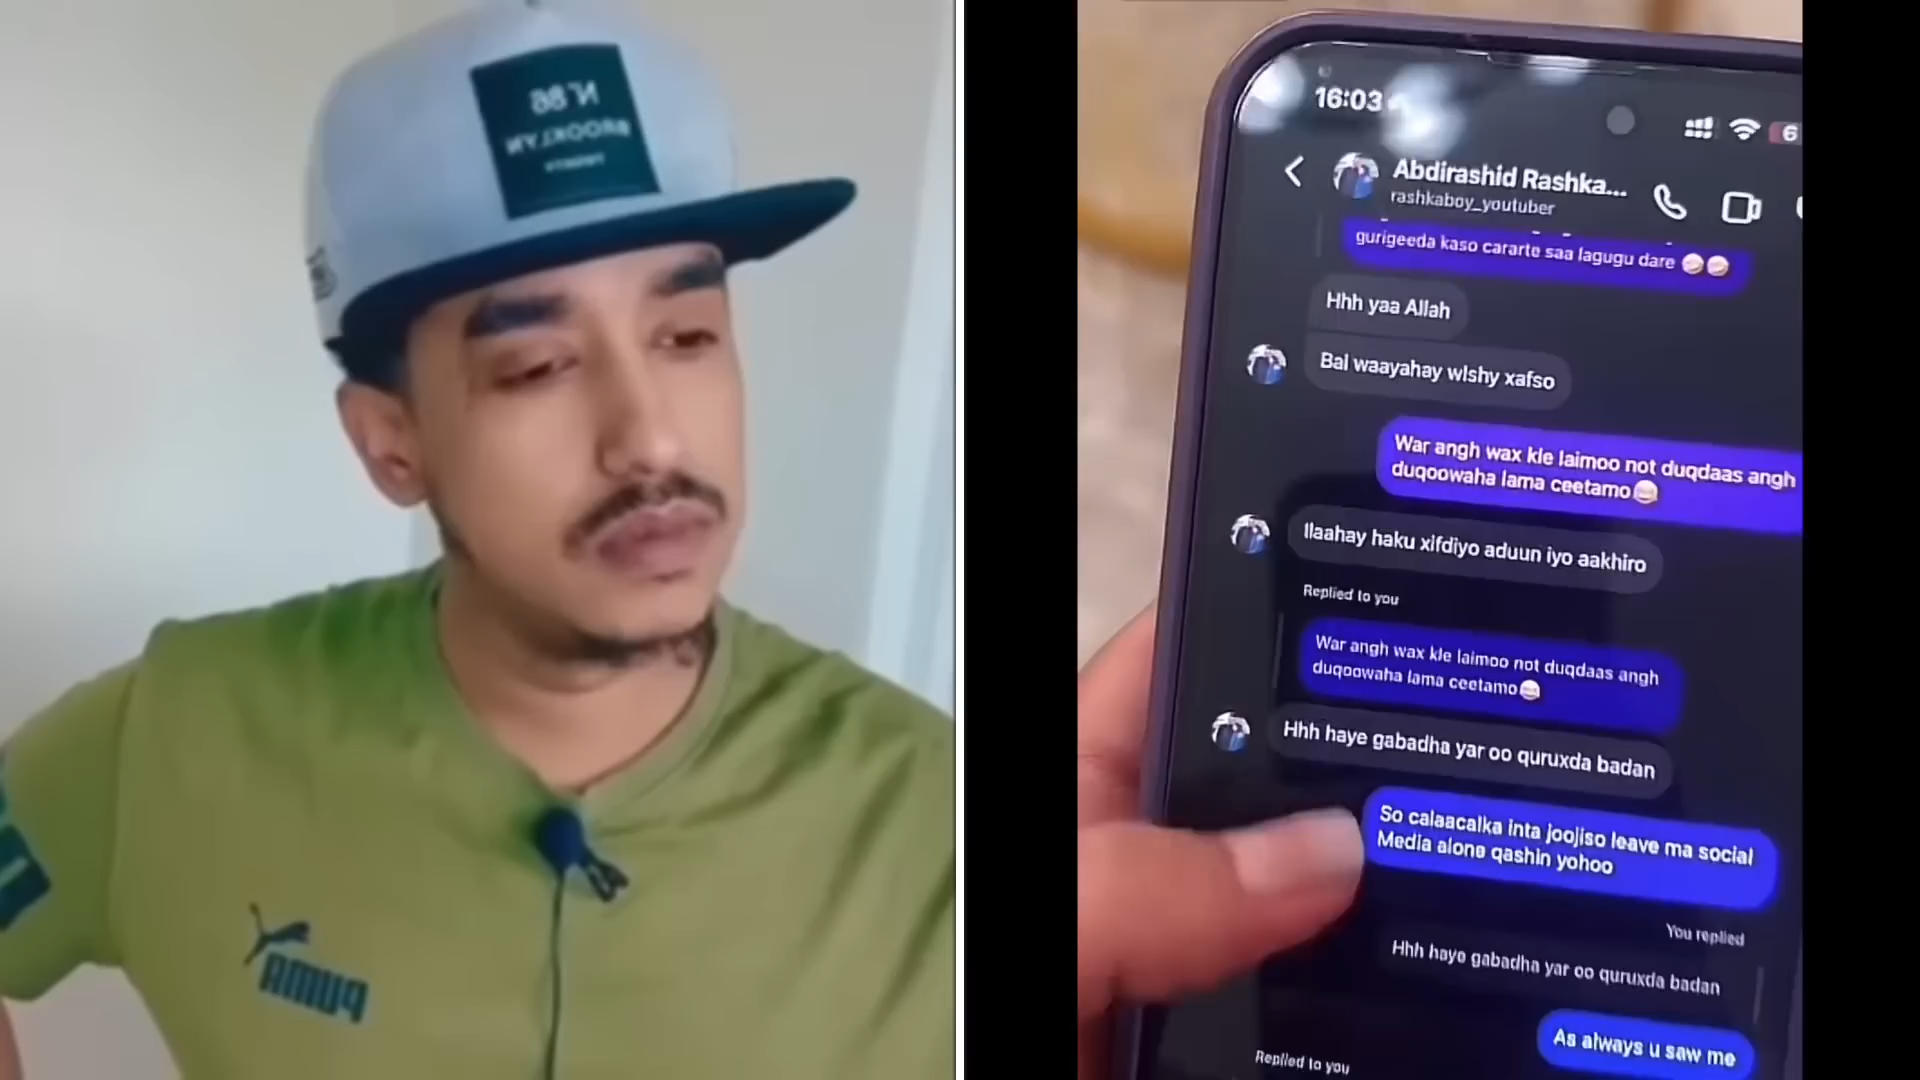 N°86
BROOKLYN
PUMA
16:03
6
Abdirashid Rashka...
rashkaboy_youtuber
gurigeeda kaso cararte saa lagugu dare
Hhh yaa Allah
Bal waayahay wlshy xafso
War angh wax kle laimoo not duqdaas angh
duqoowaha lama ceetamo
Ilaahay haku xifdiyo aduun iyo aakhiro
Replied to you
War angh wax kle laimoo not duqdaas angh
duqoowaha lama ceetamo
Hhh haye gabadha yar oo quruxda badan
So calaacalka inta joojiso leave ma social
Media alone qashin yohoo
You replied
Hhh haye gabadha yar oo quruxda badan
As always u saw me
Replied to you